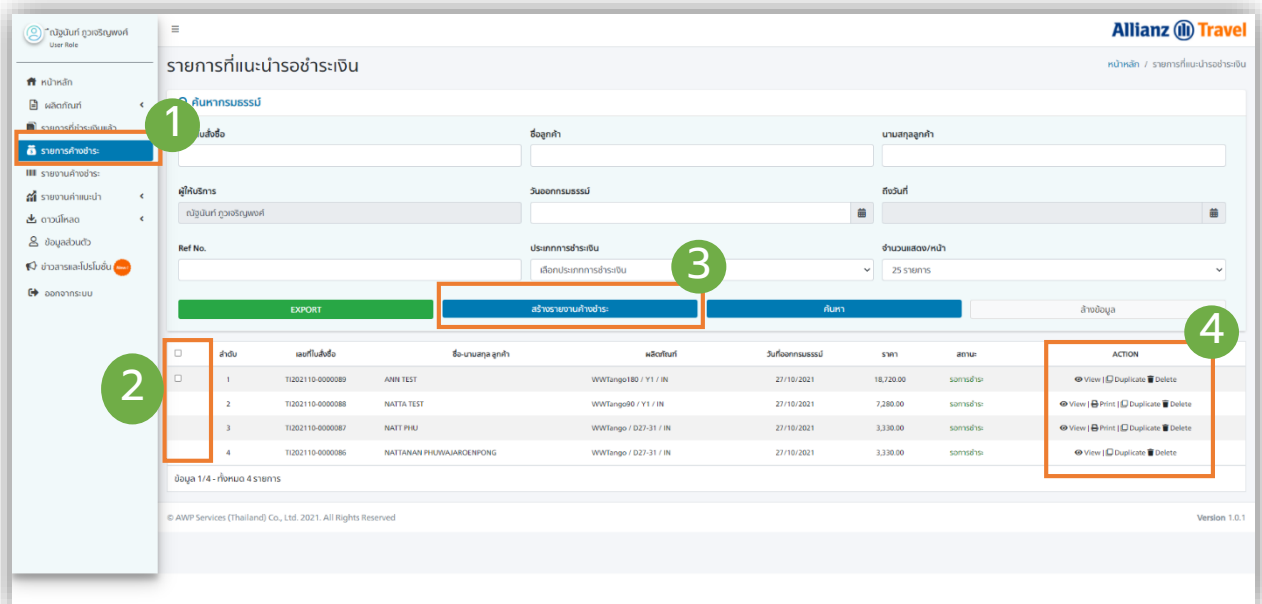 ณัฐนันท์ ภูวเจริญพงศ์
User Role
Allianz Travel
หน้าหลัก
ผลิตภัณฑ์
รายการที่ชำระเงินแล้ว
รายการค้างชำระ
รายงานค้างชำระ
รายงานค่าแนะนำ
ดาวน์โหลด
ข้อมูลส่วนตัว
ข่าวสารและโปรโมชั่น
ออกจากระบบ
รายการที่แนะนำรอชำระเงิน
หน้าหลัก / รายการที่แนะนำรอชำระเงิน
1
ค้นหากรมธรรม์
ใบสั่งซื้อ ชื่อลูกค้า นามสกุลลูกค้า
ผู้ให้บริการ วันออกกรมธรรม์ ถึงวันที่
ณัฐนันท์ ภูวเจริญพงศ์
Ref No. ประเภทการชำระเงิน จำนวนแสดง/หน้า
เลือกประเภทการชำระเงิน 25 รายการ
3
EXPORT สร้างรายงานค้างชำระ ค้นหา ล้างข้อมูล
4
2
ลำดับ เลขที่ใบสั่งซื้อ ชื่อ-นามสกุล ลูกค้า ผลิตภัณฑ์ วันที่ออกกรมธรรม์ ราคา สถานะ ACTION
1 TI202110-0000089 ANN TEST WWTango180 / Y1 / IN 27/10/2021 18,720.00 รอการชำระ View | Duplicate Delete
2 TI202110-0000088 NATTA TEST WWTango90 / Y1 / IN 27/10/2021 7,280.00 รอการชำระ View | Print | Duplicate Delete
3 TI202110-0000087 NATT PHU WWTango / D27-31 / IN 27/10/2021 3,330.00 รอการชำระ View | Print | Duplicate Delete
4 TI202110-0000086 NATTANAN PHUWAJAROENPONG WWTango / D27-31 / IN 27/10/2021 3,330.00 รอการชำระ View | Duplicate Delete
ข้อมูล 1/4 - ทั้งหมด 4 รายการ
© AWP Services (Thailand) Co., Ltd. 2021. All Rights Reserved
Version 1.0.1